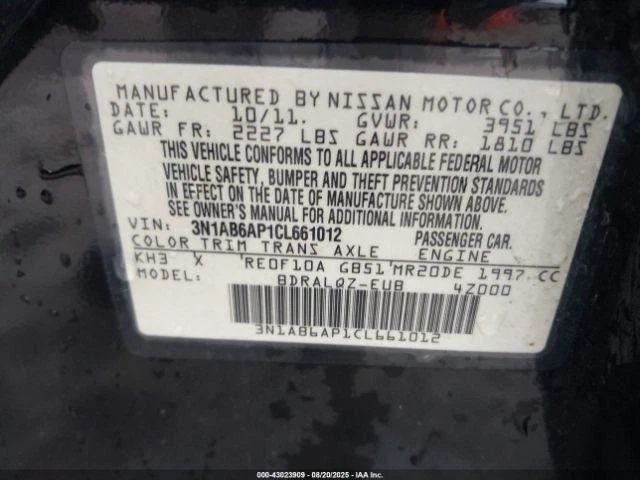 MANUFACTURED BY NISSAN MOTOR CO., LTD.
DATE: 10/11. GVWR: 3951 LBS
GAWR FR: 2227 LBS GAWR RR: 1810 LBS
THIS VEHICLE CONFORMS TO ALL APPLICABLE FEDERAL MOTOR
VEHICLE SAFETY, BUMPER AND THEFT PREVENTION STANDARDS
IN EFFECT ON THE DATE OF MANUFACTURE SHOWN ABOVE.
SEE OWNER'S MANUAL FOR ADDITIONAL INFORMATION.
VIN: 3N1AB6AP1CL661012 PASSENGER CAR.
COLOR TRIM TRANS AXLE ENGINE
KH3 X RE0F10A GB51 MR20DE 1997 CC
MODEL: BDRALQZ-EUB 4Z000
3N1AB6AP1CL661012
000-43023909 - 08/20/2025 - IAAI, Inc.